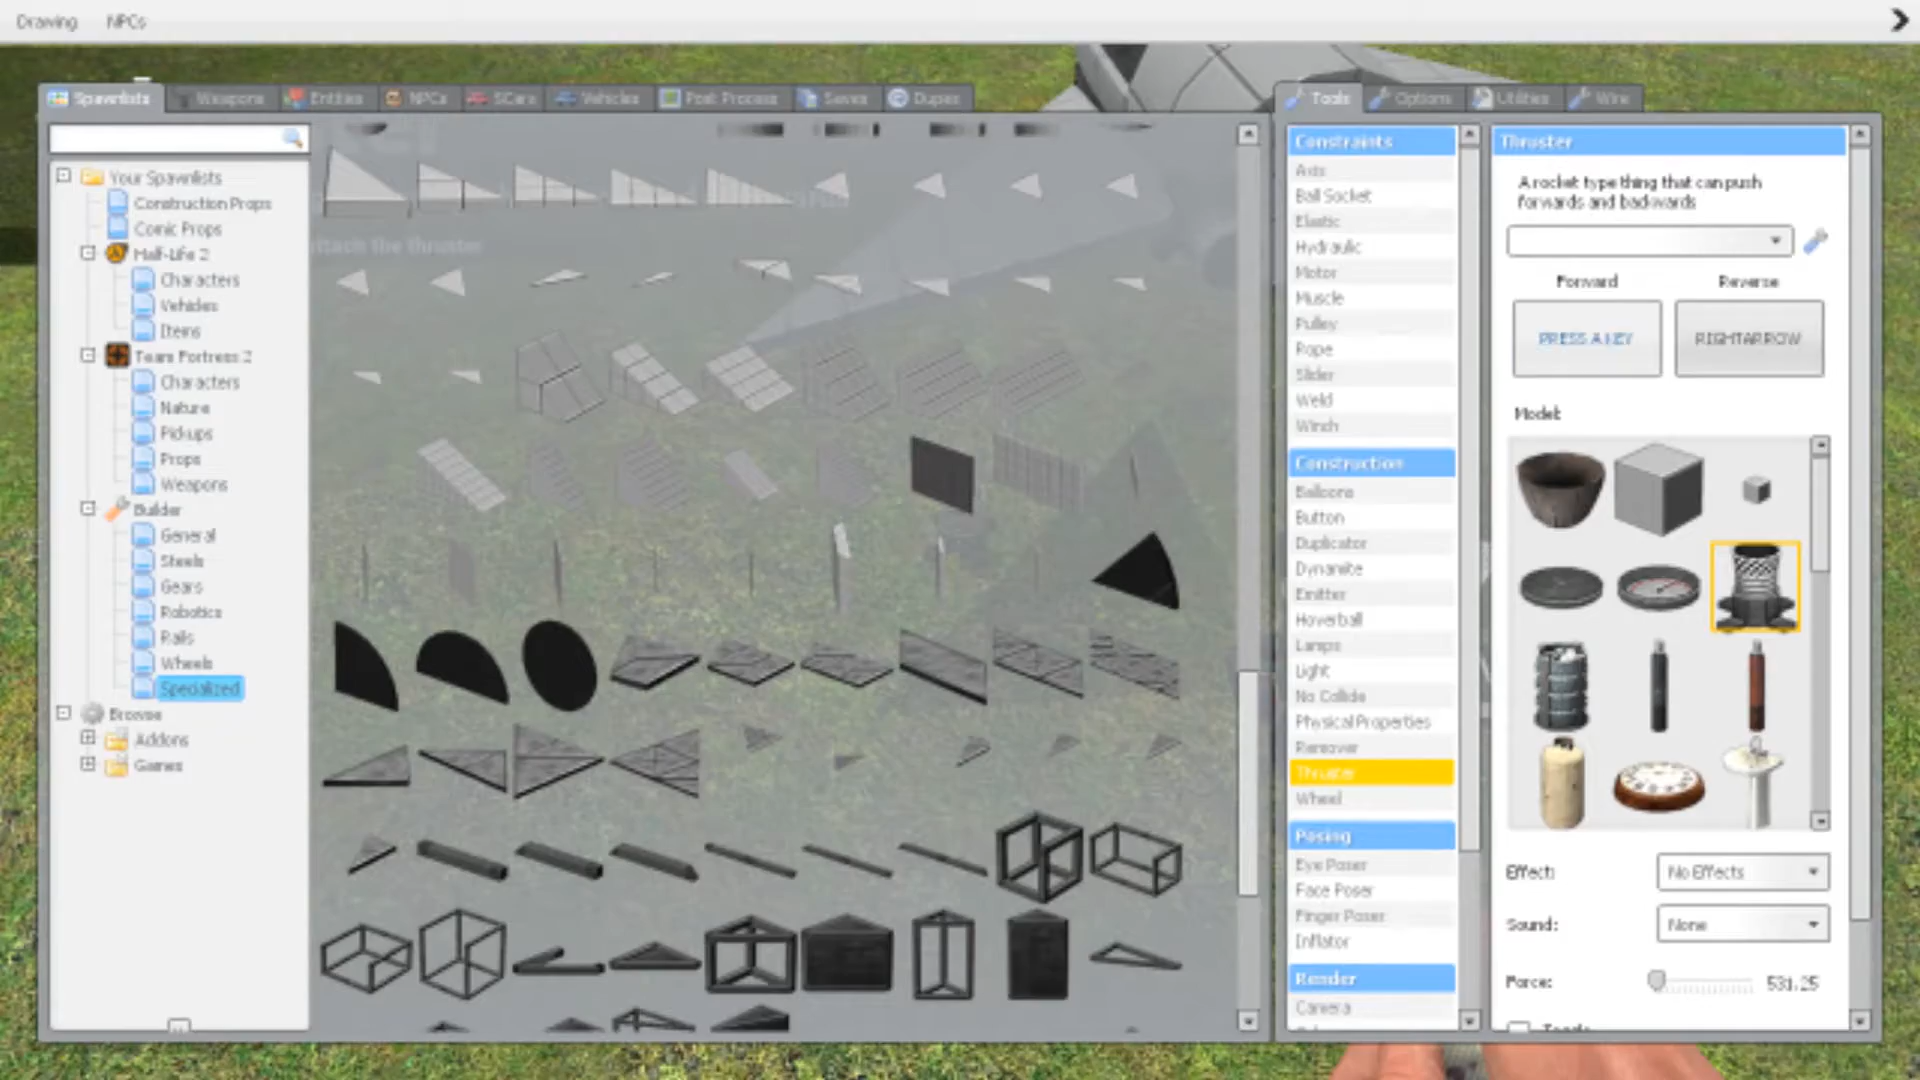 Drawing NPCs
Spawnlists Weapons Entities NPCs SCars Vehicles Post Process Saves Dupes
Tools Options Utilities Wire
Your Spawnlists
Construction Props
Comic Props
Half-Life 2
Characters
Vehicles
Items
Team Fortress 2
Characters
Nature
Pickups
Props
Weapons
Builder
General
Steels
Gears
Robotics
Rails
Wheels
Specialized
Browse
Addons
Games
attach the thruster
Constraints
Axis
Ball Socket
Elastic
Hydraulic
Motor
Muscle
Pulley
Rope
Slider
Weld
Winch
Construction
Balloons
Button
Duplicator
Dynamite
Emitter
Hoverball
Lamps
Light
No Collide
Physical Properties
Remover
Thruster
Wheel
Posing
Eye Poser
Face Poser
Finger Poser
Inflator
Render
Camera
Thruster
A rocket type thing that can push
forwards and backwards
Forward Reverse
PRESS A KEY RIGHTARROW
Model:
Effect: No Effects
Sound: None
Force: 531.25